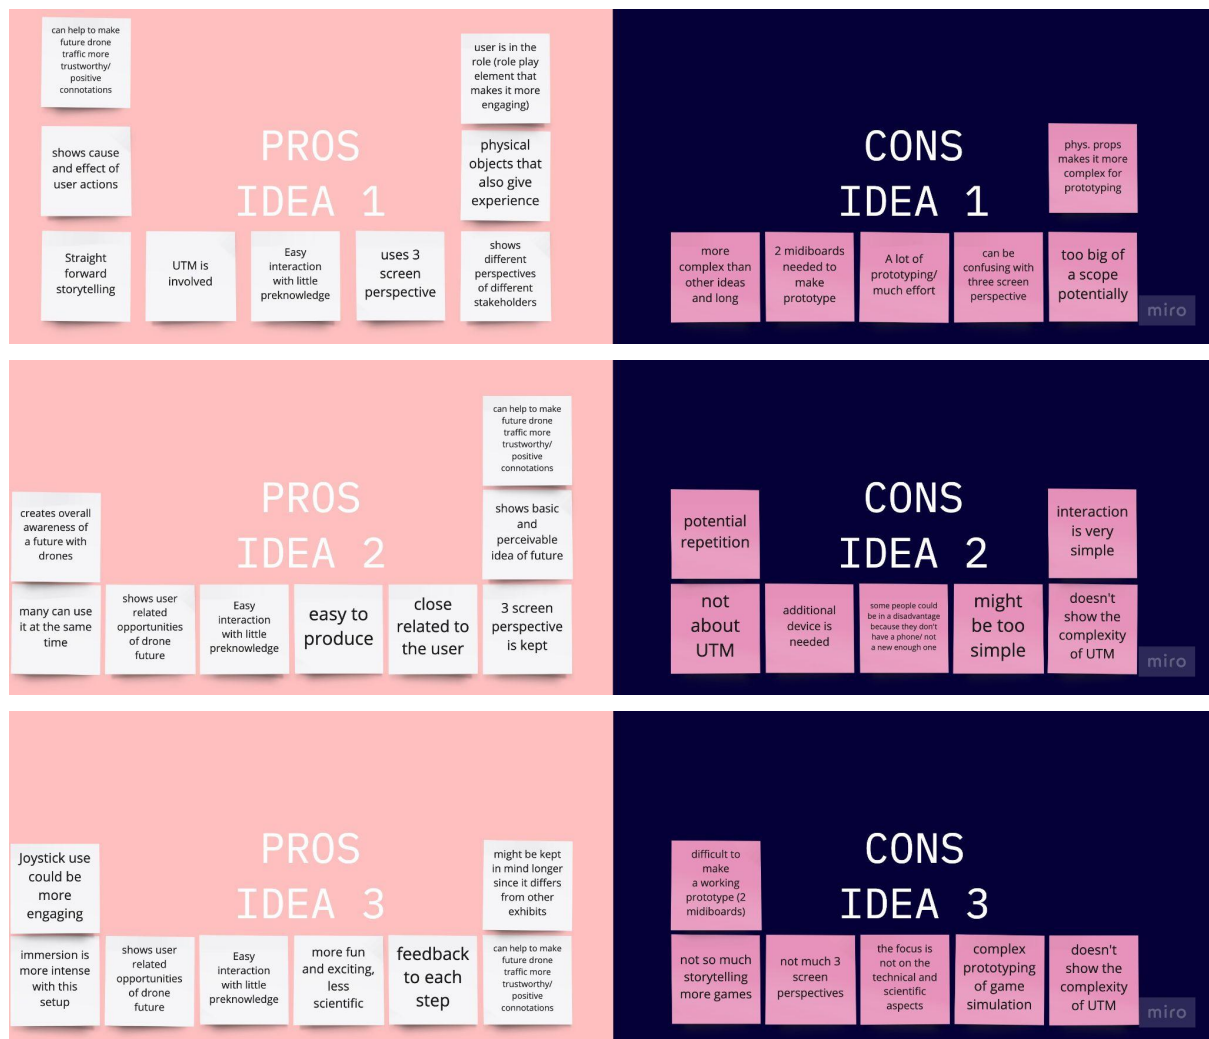 can help to make
future drone
traffic more
trustworthy/
positive
connotations
user is in the
role (role play
element that
makes it more
engaging)
shows cause
and effect of
user actions
PROS
IDEA 1
physical
objects that
also give
experience
Straight
forward
storytelling
UTM is
involved
Easy
interaction
with little
preknowledge
uses 3
screen
perspective
shows
different
perspectives
of different
stakeholders
CONS
IDEA 1
phys. props
makes it more
complex for
prototyping
more
complex than
other ideas
and long
2 midiboards
needed to
make
prototype
A lot of
prototyping/
much effort
can be
confusing with
three screen
perspective
too big of
a scope
potentially
miro
can help to make
future drone
traffic more
trustworthy/
positive
connotations
creates overall
awareness of
a future with
drones
PROS
IDEA 2
shows basic
and
perceivable
idea of future
many can use
it at the same
time
shows user
related
opportunities
of drone
future
Easy
interaction
with little
preknowledge
easy to
produce
close
related to
the user
3 screen
perspective
is kept
potential
repetition
CONS
IDEA 2
interaction
is very
simple
not
about
UTM
additional
device is
needed
some people could
be in a disadvantage
because they don't
have a phone/ not
a new enough one
might
be too
simple
doesn't
show the
complexity
of UTM
miro
Joystick use
could be
more
engaging
PROS
IDEA 3
might be kept
in mind longer
since it differs
from other
exhibits
immersion is
more intense
with this
setup
shows user
related
opportunities
of drone
future
Easy
interaction
with little
preknowledge
more fun
and exciting,
less
scientific
feedback
to each
step
can help to make
future drone
traffic more
trustworthy/
positive
connotations
difficult to
make
a working
prototype (2
midiboards)
CONS
IDEA 3
not so much
storytelling
more games
not much 3
screen
perspectives
the focus is
not on the
technical and
scientific
aspects
complex
prototyping
of game
simulation
doesn't
show the
complexity
of UTM
miro